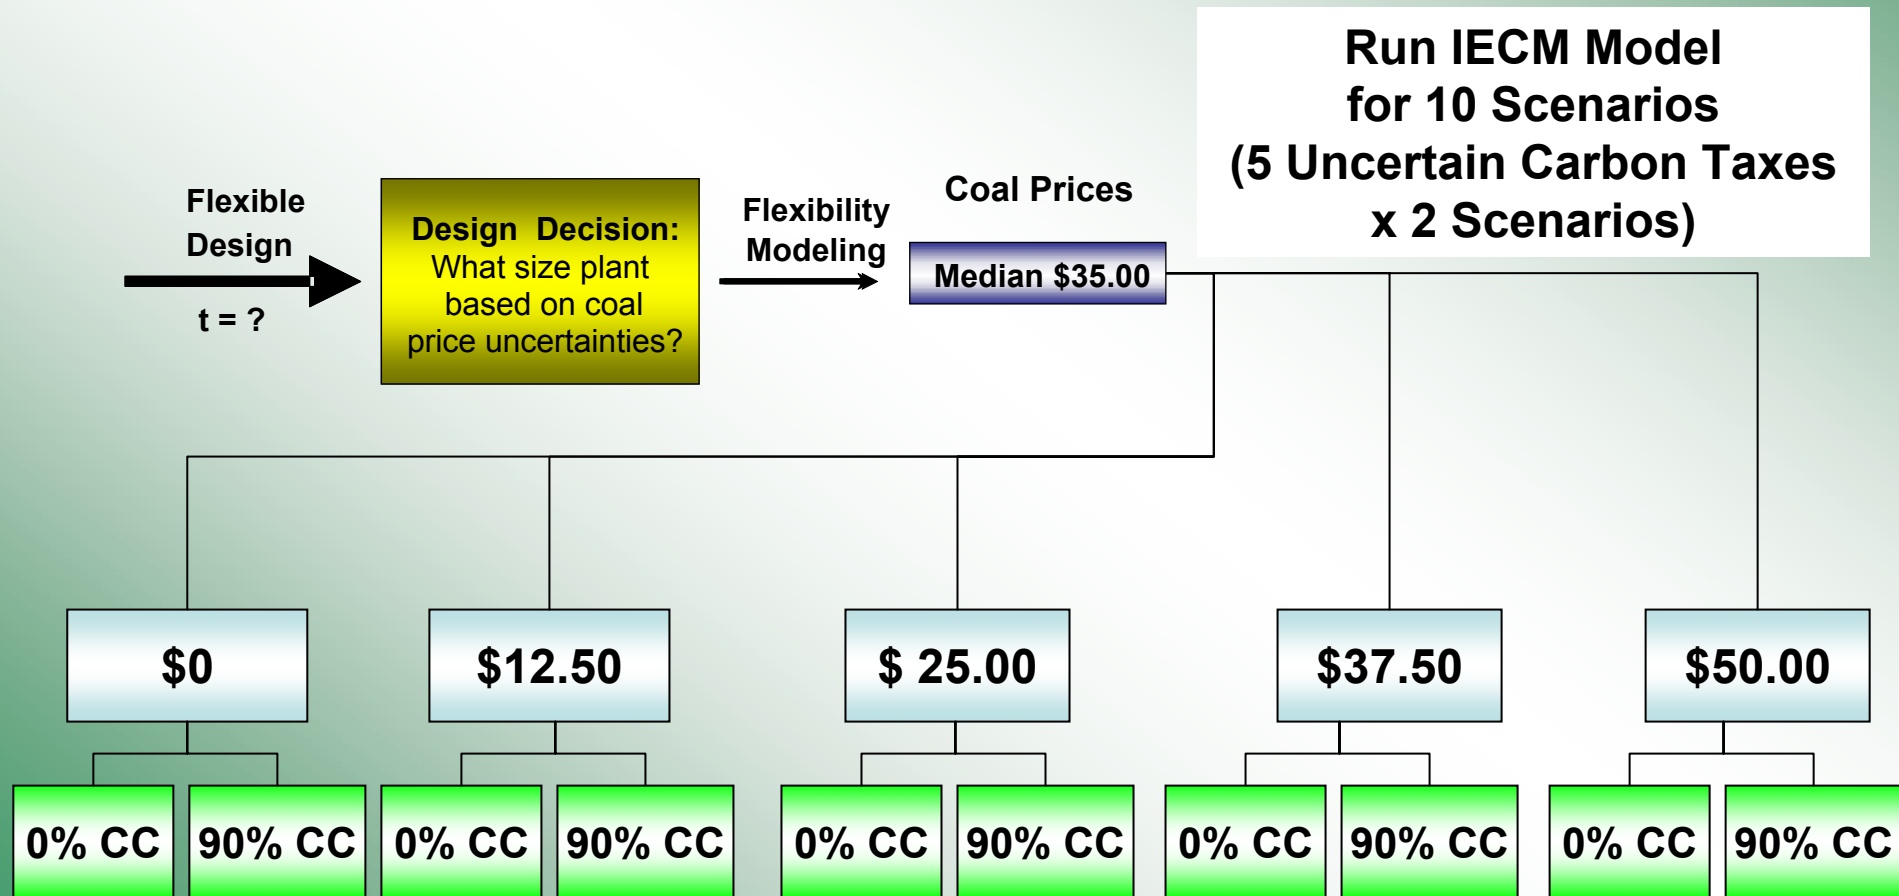 Run IECM Model
for 10 Scenarios
(5 Uncertain Carbon Taxes
x 2 Scenarios)
Flexible
Design
t = ?
Design Decision:
What size plant
based on coal
price uncertainties?
Flexibility
Modeling
Coal Prices
Median $35.00
$0
$12.50
$ 25.00
$37.50
$50.00
0% CC
90% CC
0% CC
90% CC
0% CC
90% CC
0% CC
90% CC
0% CC
90% CC